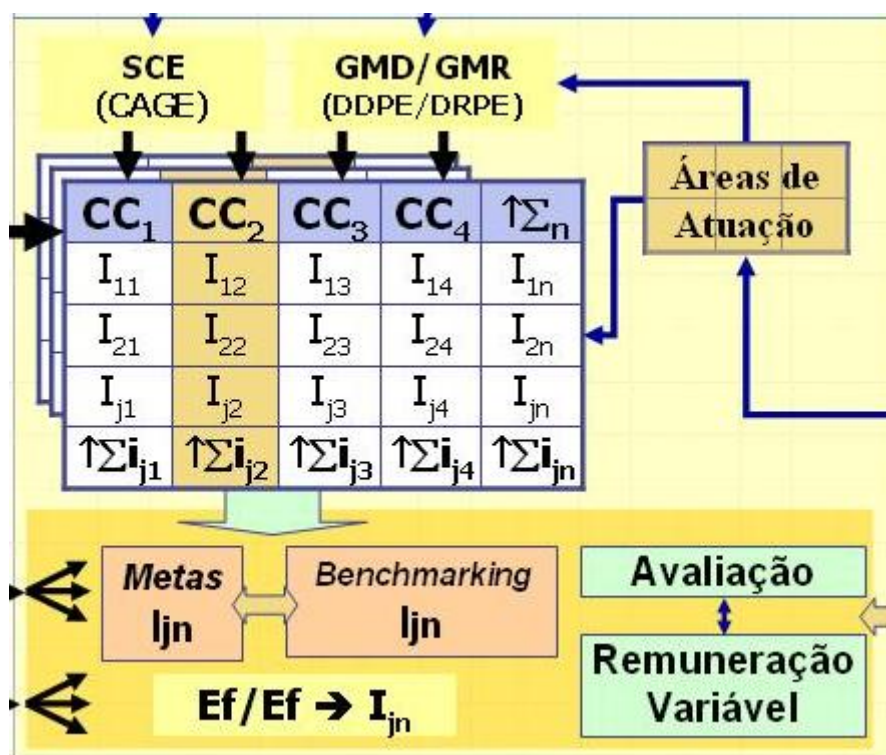 SCE
(CAGE)
GMD/GMR
(DDPE/DRPE)
Áreas de
Atuação
CC₁ CC₂ CC₃ CC₄ ↑Σₙ
I₁₁ I₁₂ I₁₃ I₁₄ I₁ₙ
I₂₁ I₂₂ I₂₃ I₂₄ I₂ₙ
Iⱼ₁ Iⱼ₂ Iⱼ₃ Iⱼ₄ Iⱼₙ
↑Σiⱼ₁ ↑Σiⱼ₂ ↑Σiⱼ₃ ↑Σiⱼ₄ ↑Σiⱼₙ
Metas
Ijn
Benchmarking
Ijn
Avaliação
Remuneração
Variável
Ef/Ef → Iⱼₙ